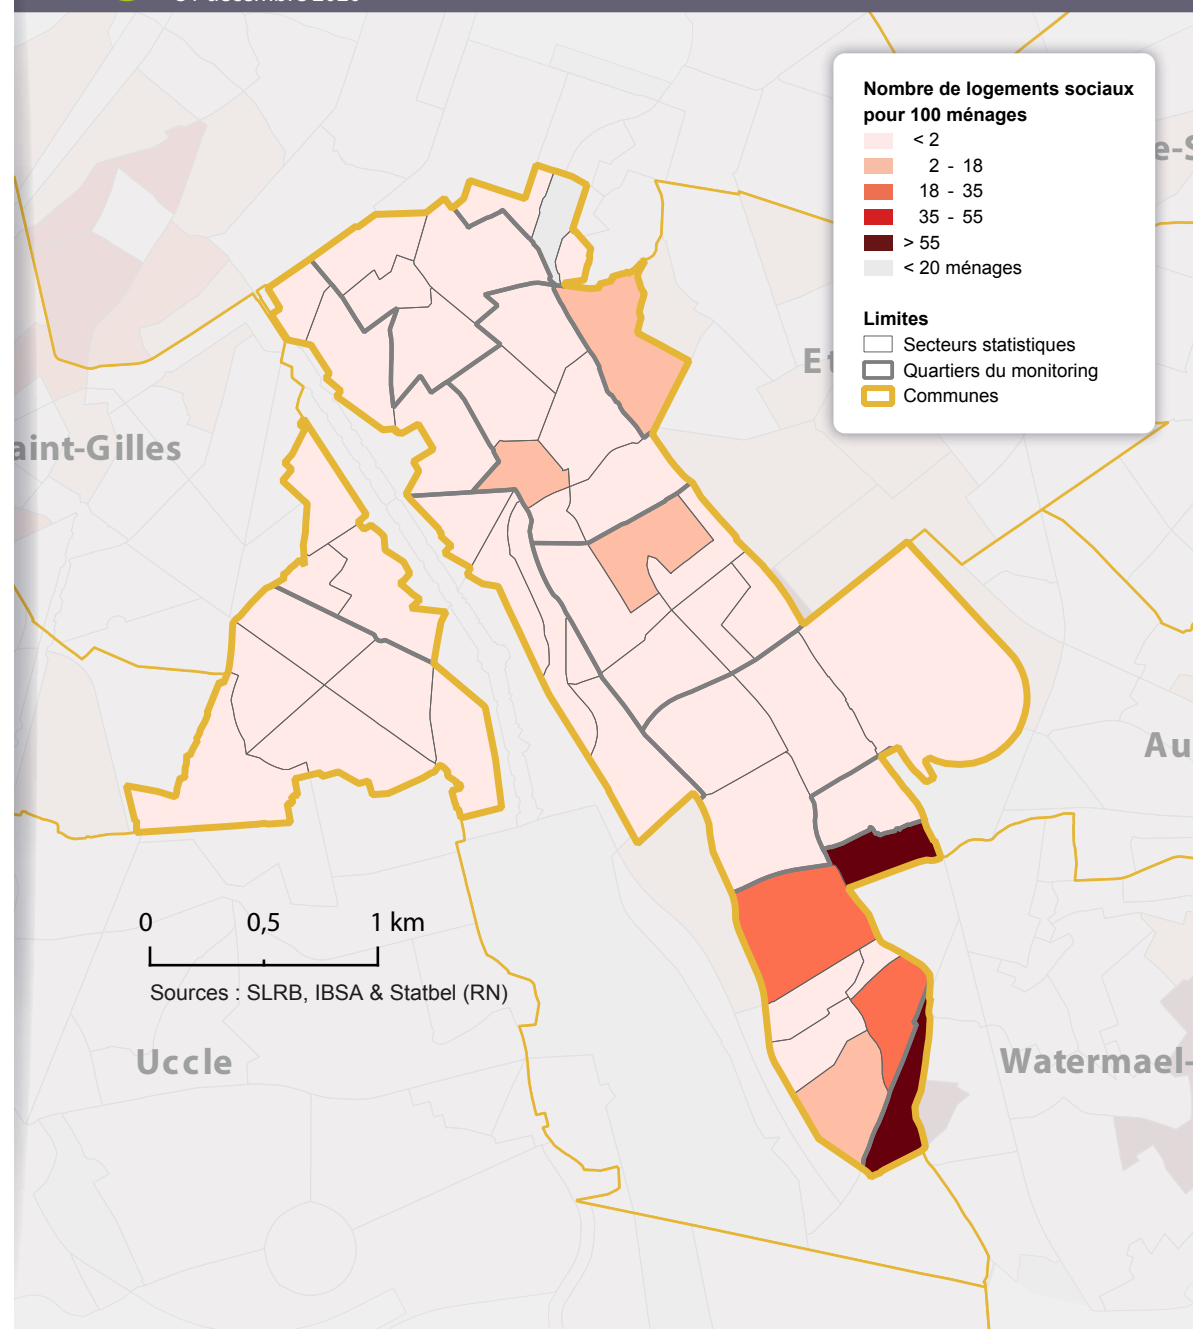 Nombre de logements sociaux
pour 100 ménages
< 2
2 - 18
18 - 35
35 - 55
> 55
< 20 ménages
Limites
Secteurs statistiques
Quartiers du monitoring
Communes
aint-Gilles
0 0,5 1 km
Sources : SLRB, IBSA & Statbel (RN)
Uccle
Watermael-
Au
Et
e-S